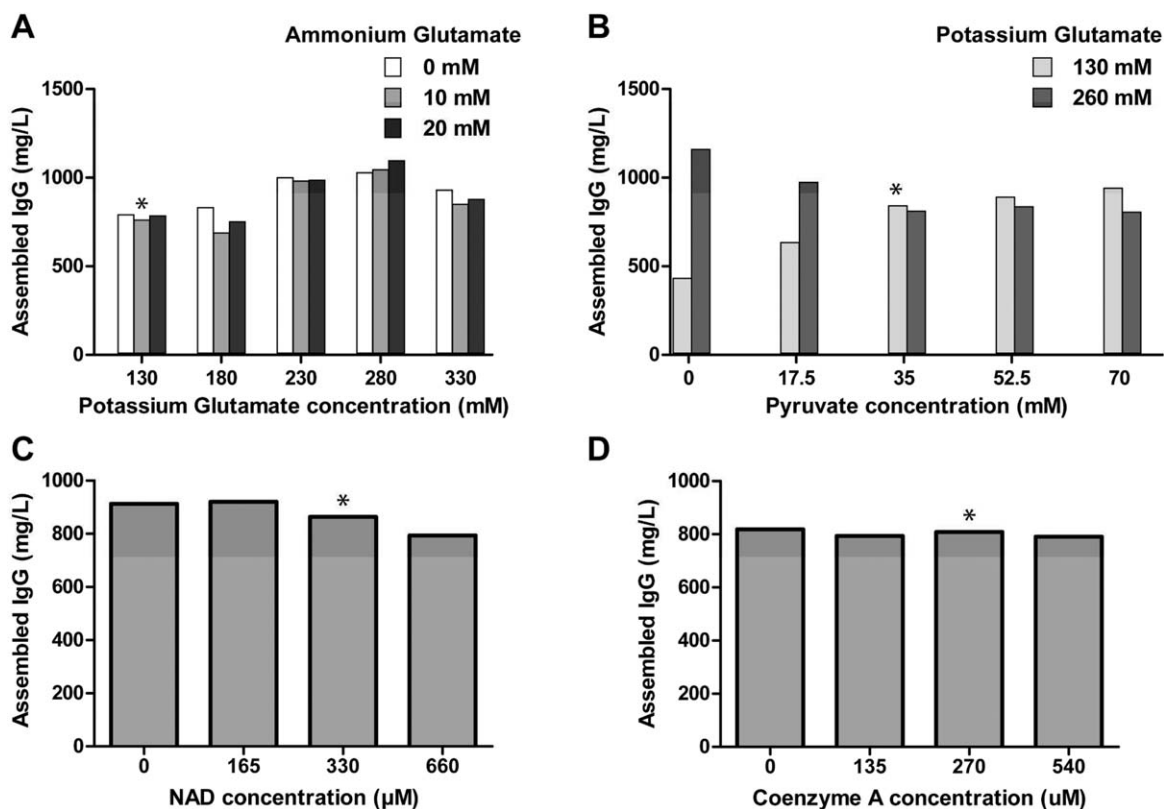 A
Ammonium Glutamate
0 mM
10 mM
20 mM
Assembled IgG (mg/L)
1500
1000
500
0
*
130 180 230 280 330
Potassium Glutamate concentration (mM)
B
Potassium Glutamate
130 mM
260 mM
Assembled IgG (mg/L)
1500
1000
500
0
*
0 17.5 35 52.5 70
Pyruvate concentration (mM)
C
Assembled IgG (mg/L)
1000
800
600
400
200
0
*
0 165 330 660
NAD concentration (µM)
D
Assembled IgG (mg/L)
1000
800
600
400
200
0
*
0 135 270 540
Coenzyme A concentration (uM)